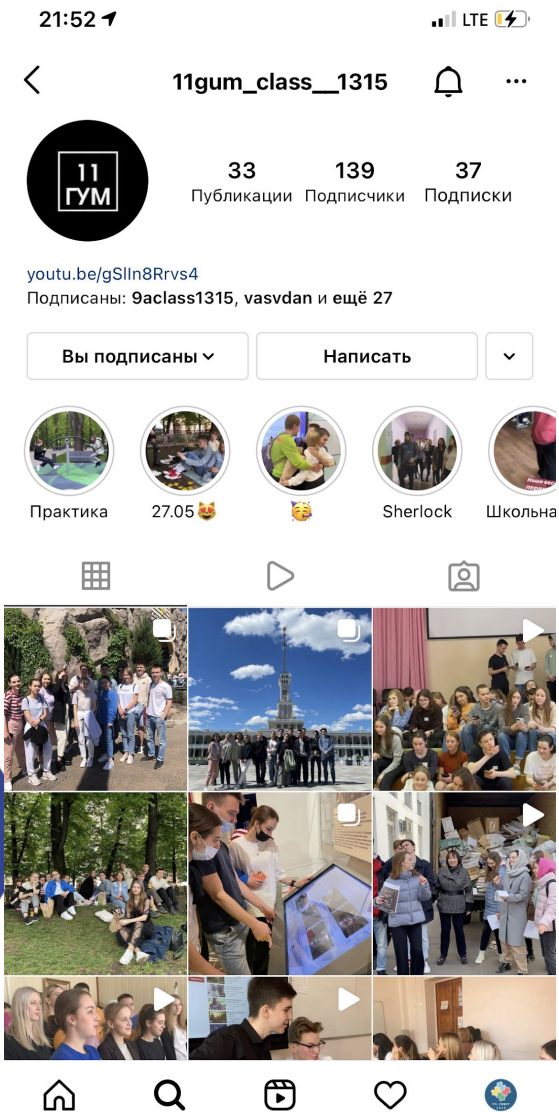 21:52
LTE
11gum_class__1315
11
ГУМ
33 139 37
Публикации Подписчики Подписки
youtu.be/gSlIn8Rrvs4
Подписаны: 9aclass1315, vasvdan и ещё 27
Вы подписаны Написать
Практика 27.05😻 🥳 Sherlock Школьна